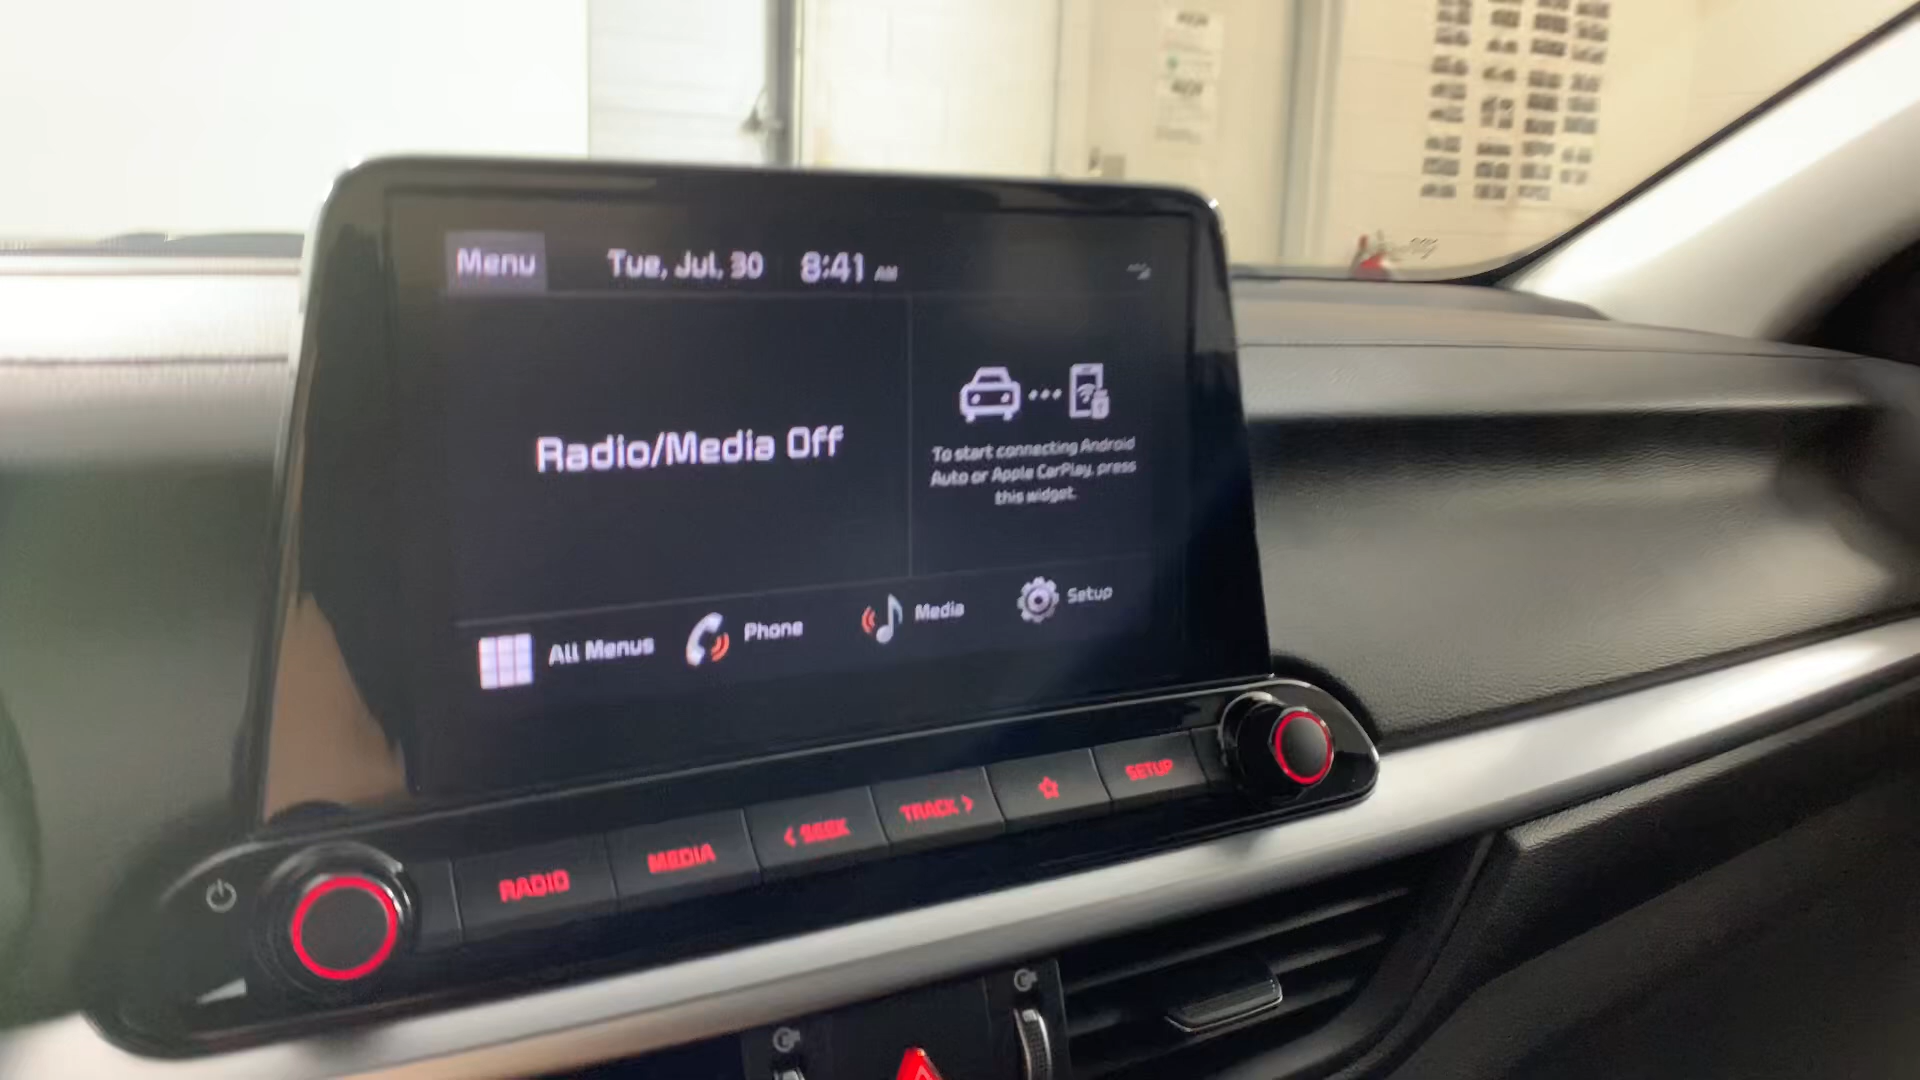 Menu
Tue, Jul, 30
8:41 AM
Radio/Media Off
To start connecting Android
Auto or Apple CarPlay, press
this widget.
All Menus
Phone
Media
Setup
RADIO
MEDIA
< SEEK
TRACK >
SETUP